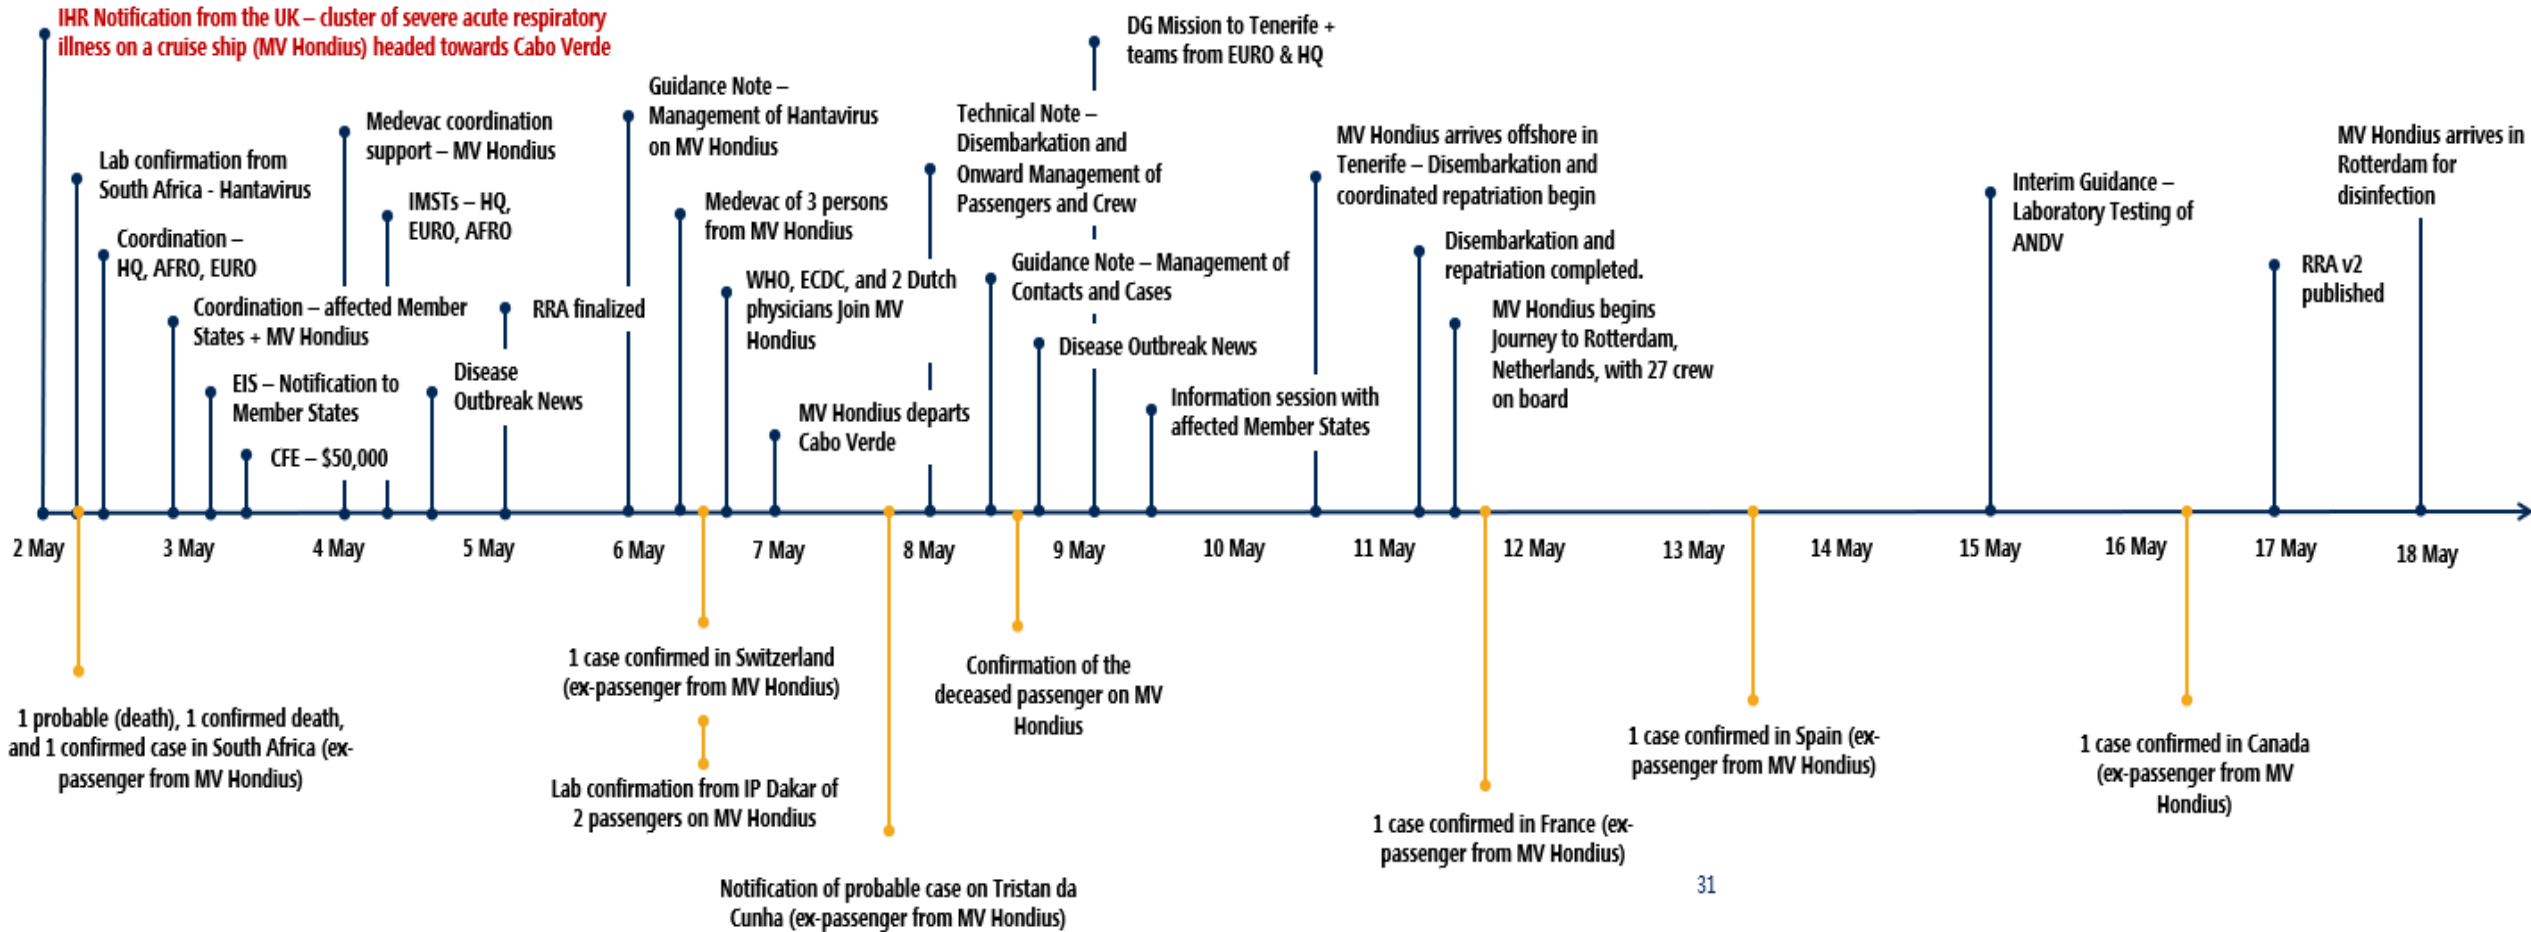 IHR Notification from the UK – cluster of severe acute respiratory
illness on a cruise ship (MV Hondius) headed towards Cabo Verde
Lab confirmation from
South Africa - Hantavirus
Coordination –
HQ, AFRO, EURO
Coordination – affected Member
States + MV Hondius
EIS – Notification to
Member States
CFE – $50,000
Medevac coordination
support – MV Hondius
IMSTs – HQ,
EURO, AFRO
Disease
Outbreak News
RRA finalized
Guidance Note –
Management of Hantavirus
on MV Hondius
Medevac of 3 persons
from MV Hondius
WHO, ECDC, and 2 Dutch
physicians Join MV
Hondius
MV Hondius departs
Cabo Verde
Technical Note –
Disembarkation and
Onward Management of
Passengers and Crew
Guidance Note – Management of
Contacts and Cases
Disease Outbreak News
DG Mission to Tenerife +
teams from EURO & HQ
Information session with
affected Member States
MV Hondius arrives offshore in
Tenerife – Disembarkation and
coordinated repatriation begin
Disembarkation and
repatriation completed.
MV Hondius begins
Journey to Rotterdam,
Netherlands, with 27 crew
on board
Interim Guidance –
Laboratory Testing of
ANDV
RRA v2
published
MV Hondius arrives in
Rotterdam for
disinfection
2 May
3 May
4 May
5 May
6 May
7 May
8 May
9 May
10 May
11 May
12 May
13 May
14 May
15 May
16 May
17 May
18 May
1 probable (death), 1 confirmed death,
and 1 confirmed case in South Africa (ex-
passenger from MV Hondius)
1 case confirmed in Switzerland
(ex-passenger from MV Hondius)
Lab confirmation from IP Dakar of
2 passengers on MV Hondius
Notification of probable case on Tristan da
Cunha (ex-passenger from MV Hondius)
Confirmation of the
deceased passenger on MV
Hondius
1 case confirmed in France (ex-
passenger from MV Hondius)
1 case confirmed in Spain (ex-
passenger from MV Hondius)
1 case confirmed in Canada
(ex-passenger from MV
Hondius)
31